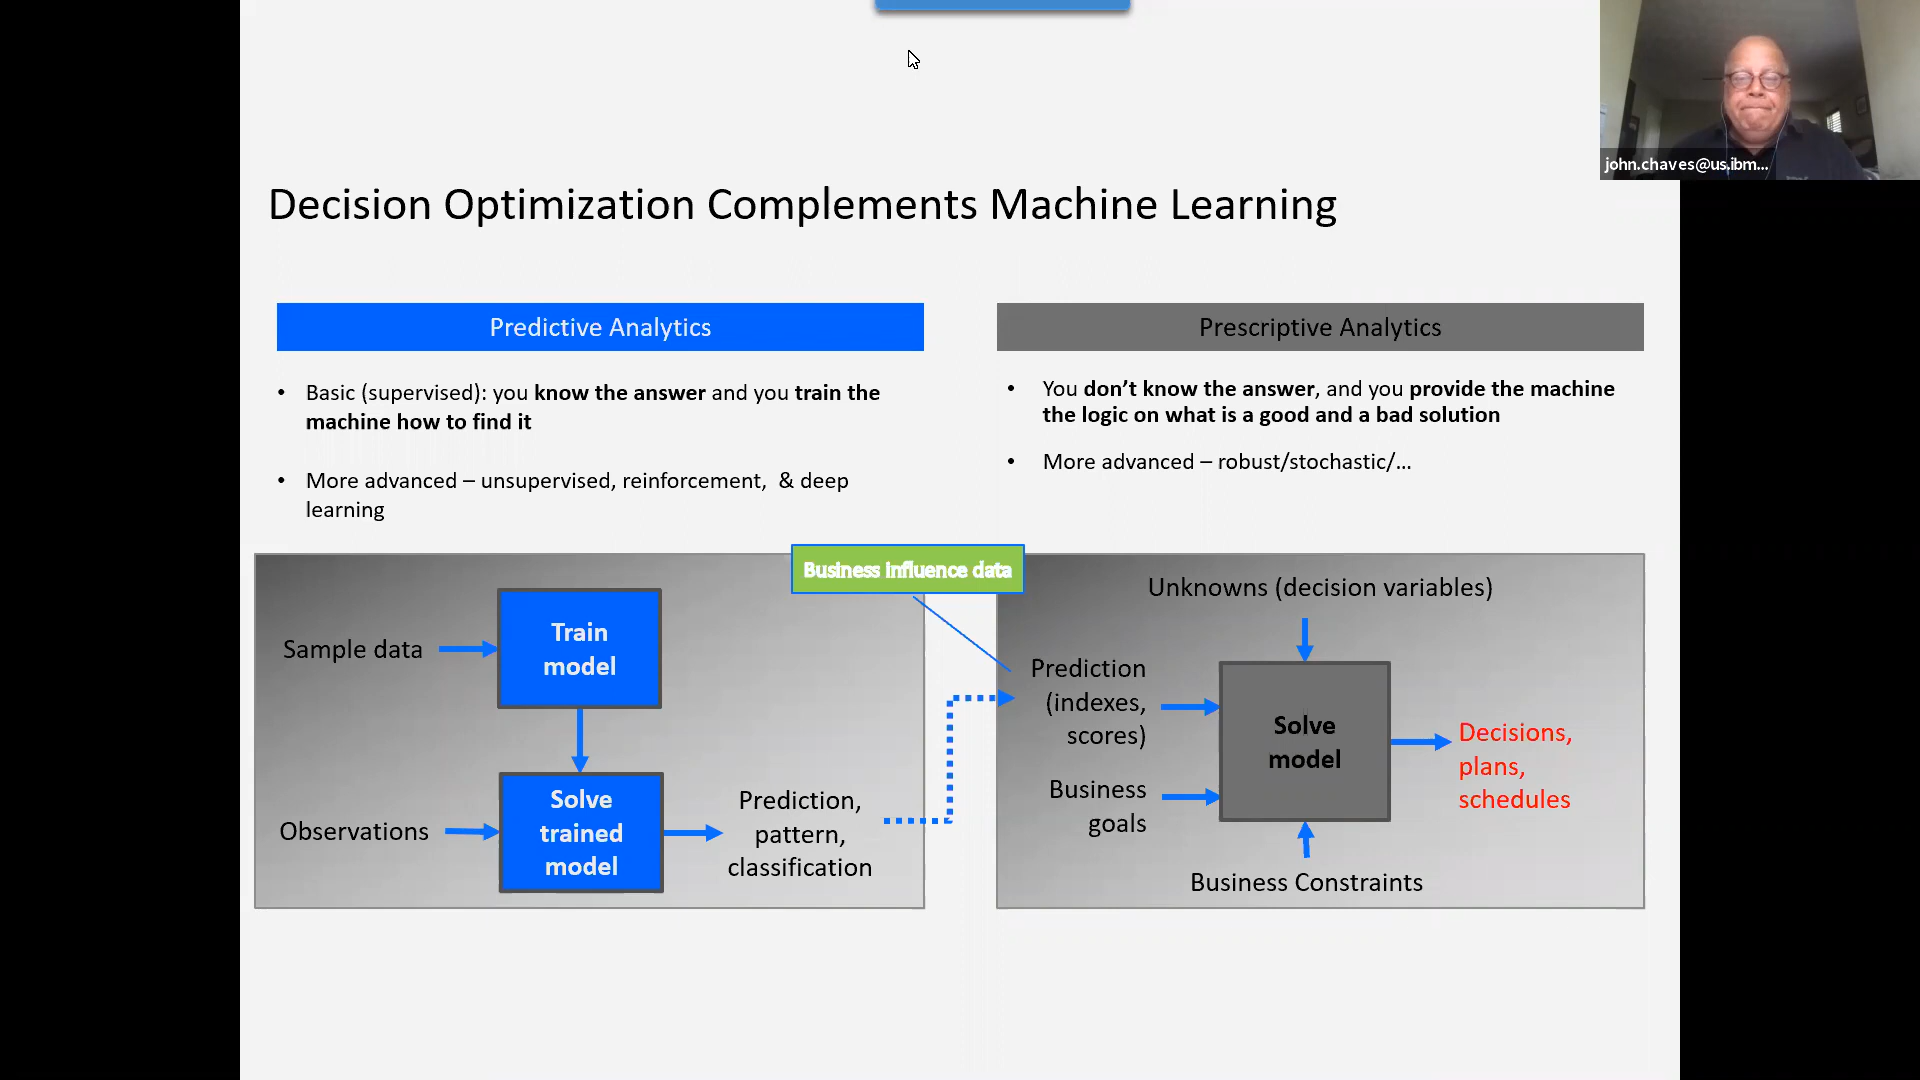 john.chaves@us.ibm...
Decision Optimization Complements Machine Learning
Predictive Analytics
• Basic (supervised): you know the answer and you train the
machine how to find it
• More advanced – unsupervised, reinforcement, & deep
learning
Prescriptive Analytics
• You don’t know the answer, and you provide the machine
the logic on what is a good and a bad solution
• More advanced – robust/stochastic/…
Business influence data
Sample data
Train
model
Observations
Solve
trained
model
Prediction,
pattern,
classification
Unknowns (decision variables)
Prediction
(indexes,
scores)
Business
goals
Solve
model
Decisions,
plans,
schedules
Business Constraints